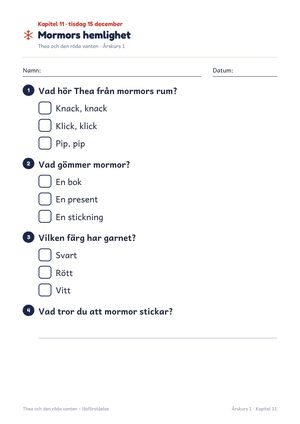 Kapitel 11 · tisdag 15 december
Mormors hemlighet
Thea och den röda vanten · Årskurs 1
Namn: Datum:
1 Vad hör Thea från mormors rum?
Knack, knack
Klick, klick
Pip, pip
2 Vad gömmer mormor?
En bok
En present
En stickning
3 Vilken färg har garnet?
Svart
Rött
Vitt
4 Vad tror du att mormor stickar?
Thea och den röda vanten – läsförståelse Årskurs 1 · Kapitel 11